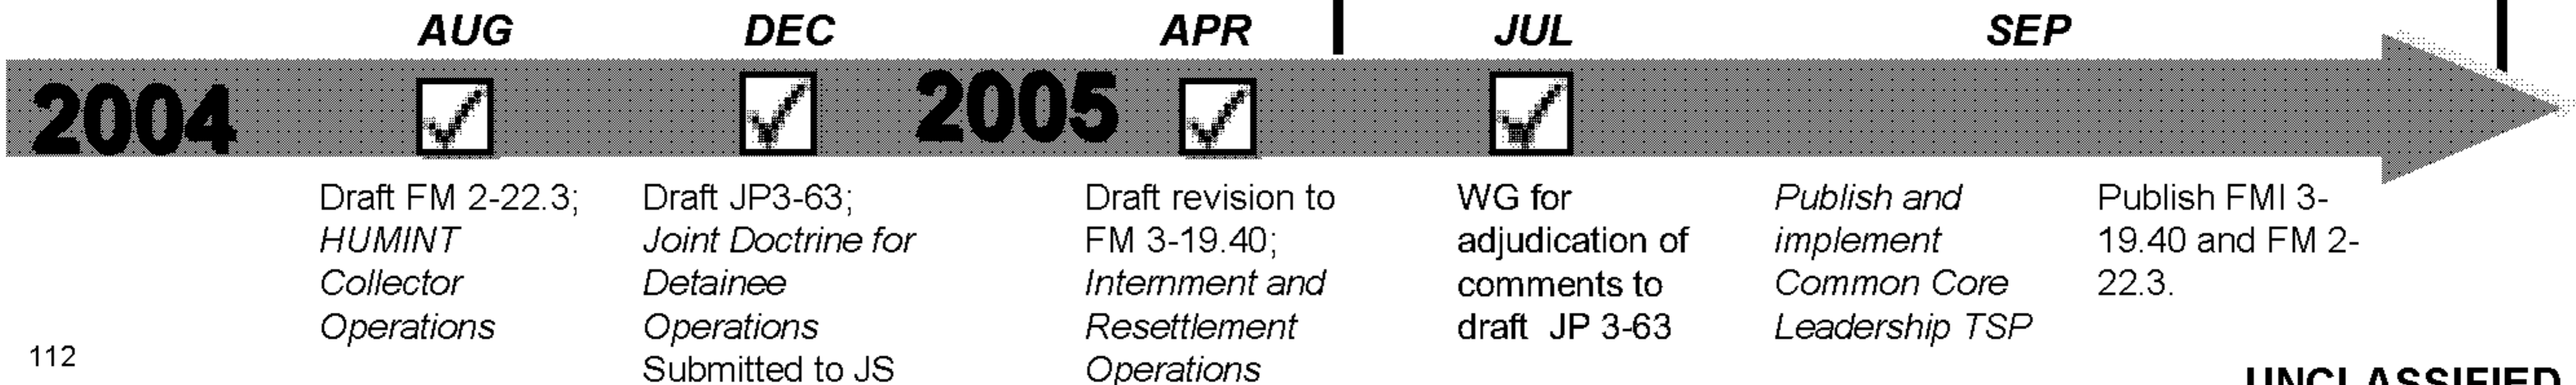 AUG DEC APR JUL SEP
2004 2005
Draft FM 2-22.3;
HUMINT
Collector
Operations
Draft JP3-63;
Joint Doctrine for
Detainee
Operations
Submitted to JS
Draft revision to
FM 3-19.40;
Internment and
Resettlement
Operations
WG for
adjudication of
comments to
draft JP 3-63
Publish and
implement
Common Core
Leadership TSP
Publish FMI 3-
19.40 and FM 2-
22.3.
112
UNCLASSIFIED